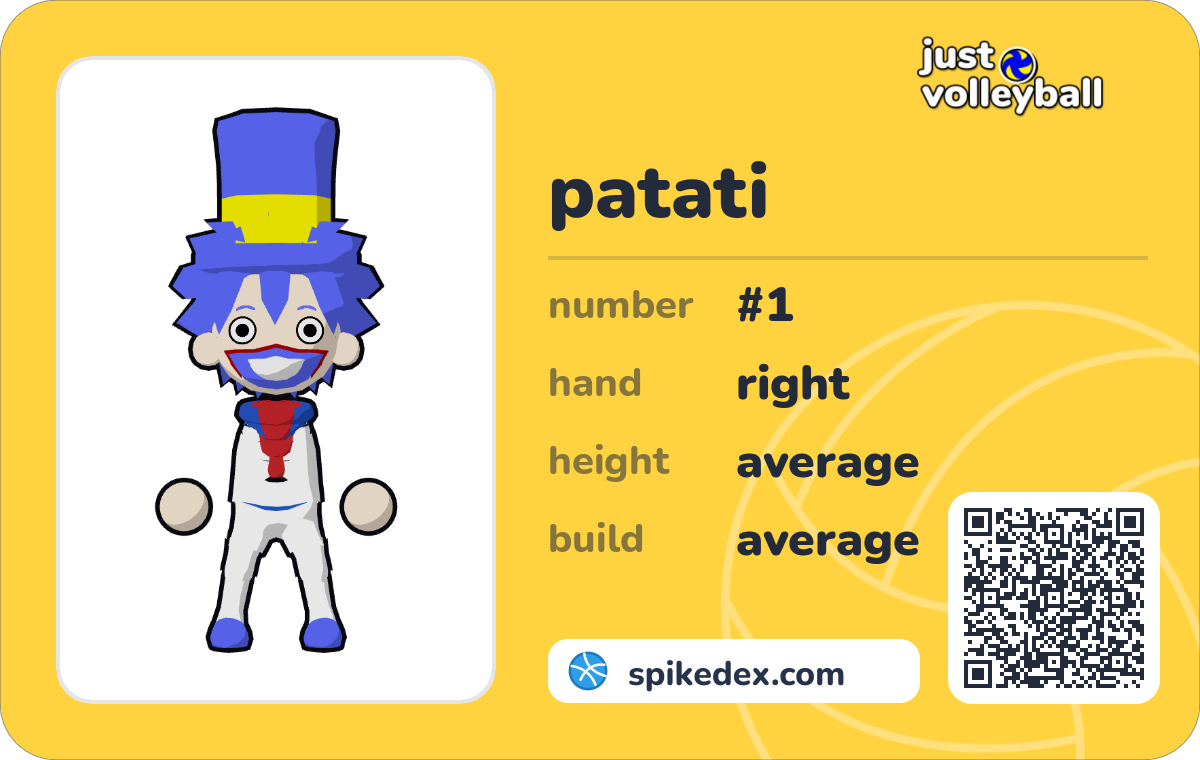 just
volleyball
patati
number #1
hand right
height average
build average
spikedex.com